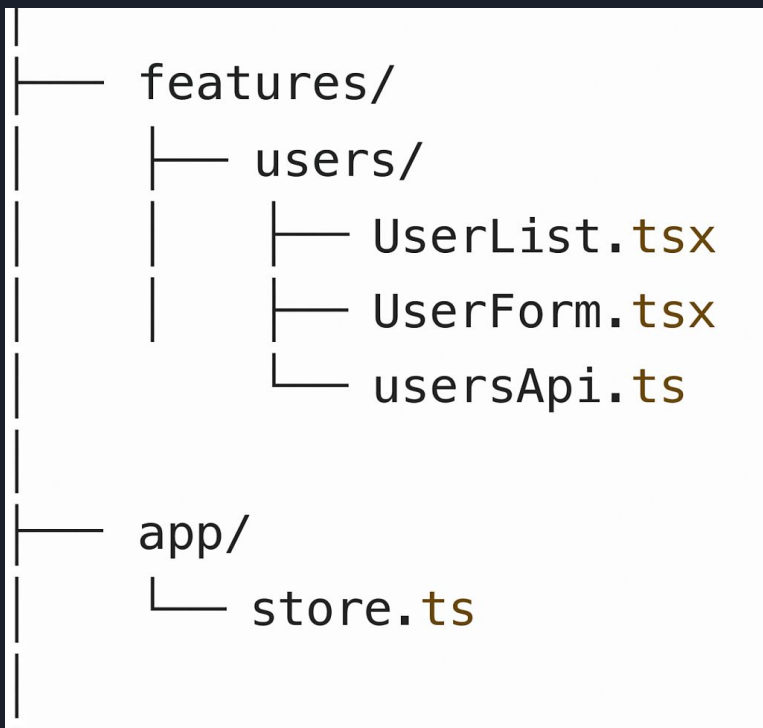 features/
users/
UserList.tsx
UserForm.tsx
usersApi.ts
app/
store.ts